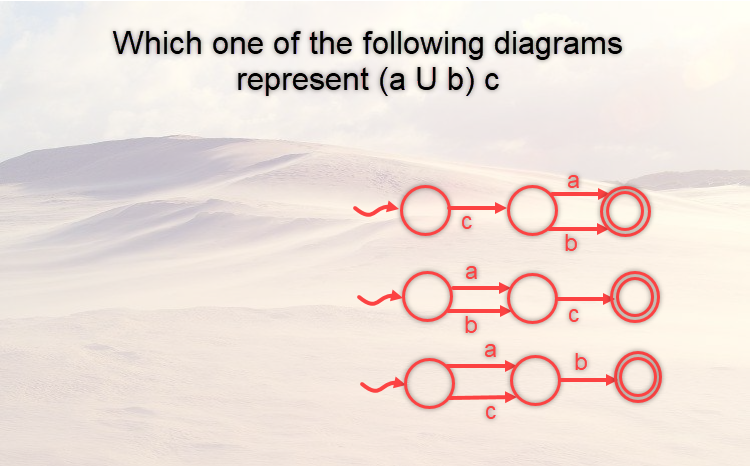 Which one of the following diagrams
represent (a U b) c
a
c
b
a
b
c
a
b
c